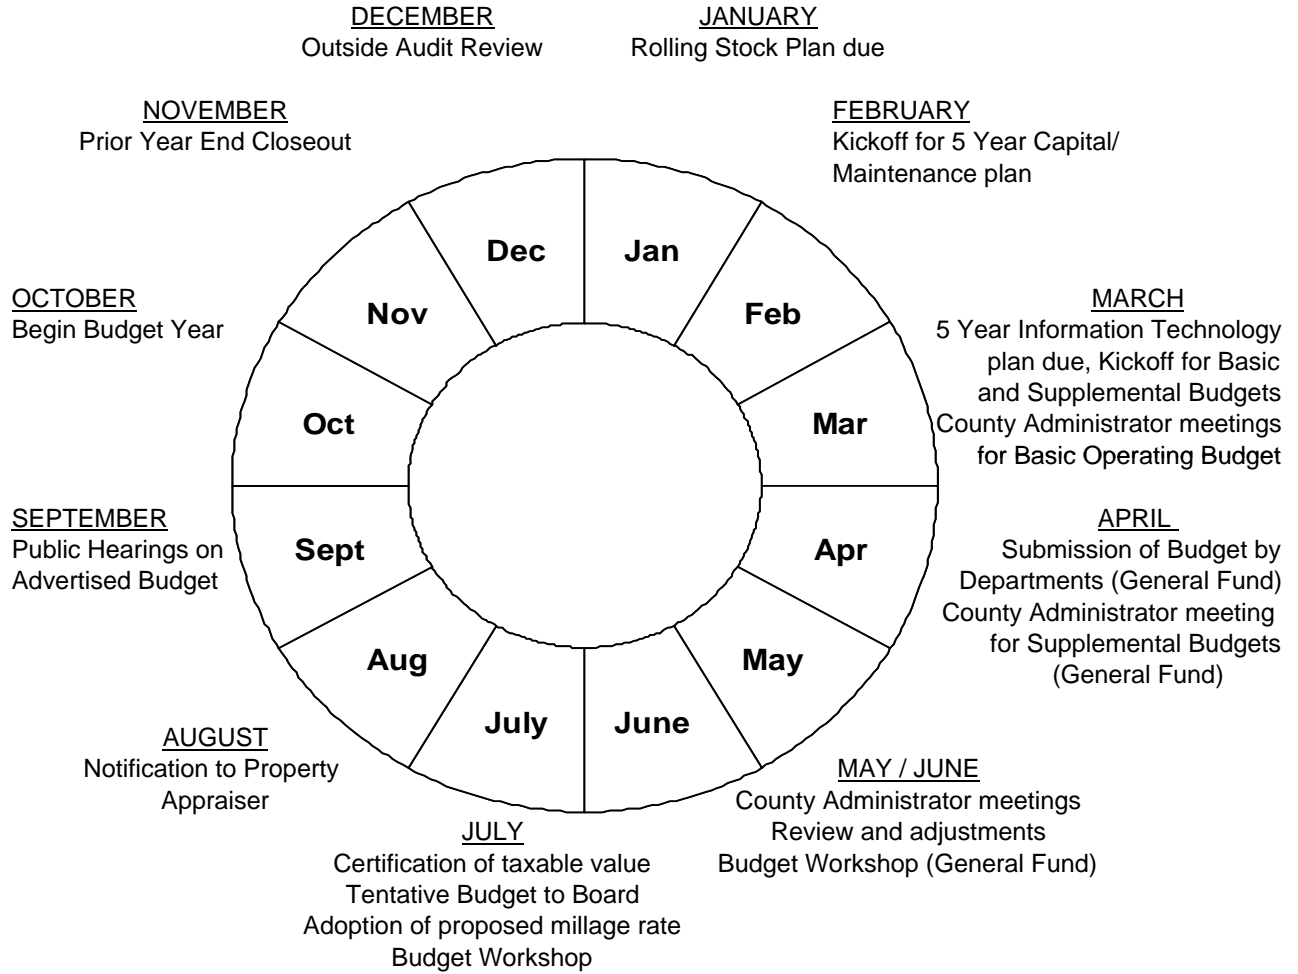 DECEMBER
Outside Audit Review
JANUARY
Rolling Stock Plan due
NOVEMBER
Prior Year End Closeout
FEBRUARY
Kickoff for 5 Year Capital/
Maintenance plan
Dec
Jan
Nov
Feb
OCTOBER
Begin Budget Year
MARCH
5 Year Information Technology
plan due, Kickoff for Basic
and Supplemental Budgets
County Administrator meetings
for Basic Operating Budget
Oct
Mar
SEPTEMBER
Public Hearings on
Advertised Budget
Sept
Apr
APRIL
Submission of Budget by
Departments (General Fund)
County Administrator meeting
for Supplemental Budgets
(General Fund)
Aug
May
July
June
AUGUST
Notification to Property
Appraiser
MAY / JUNE
County Administrator meetings
Review and adjustments
Budget Workshop (General Fund)
JULY
Certification of taxable value
Tentative Budget to Board
Adoption of proposed millage rate
Budget Workshop